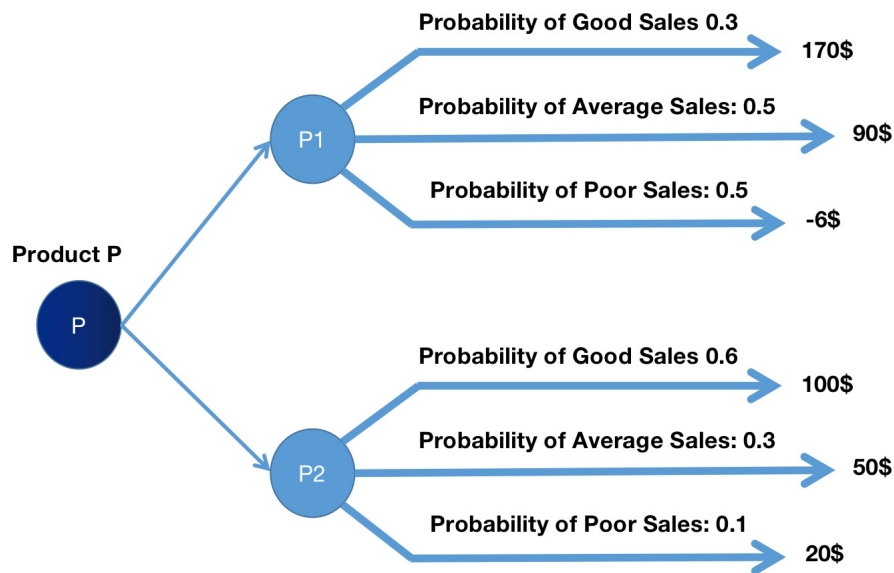 Probability of Good Sales 0.3
170$
Probability of Average Sales: 0.5
P1
90$
Probability of Poor Sales: 0.5
-6$
Product P
P
Probability of Good Sales 0.6
100$
Probability of Average Sales: 0.3
P2
50$
Probability of Poor Sales: 0.1
20$